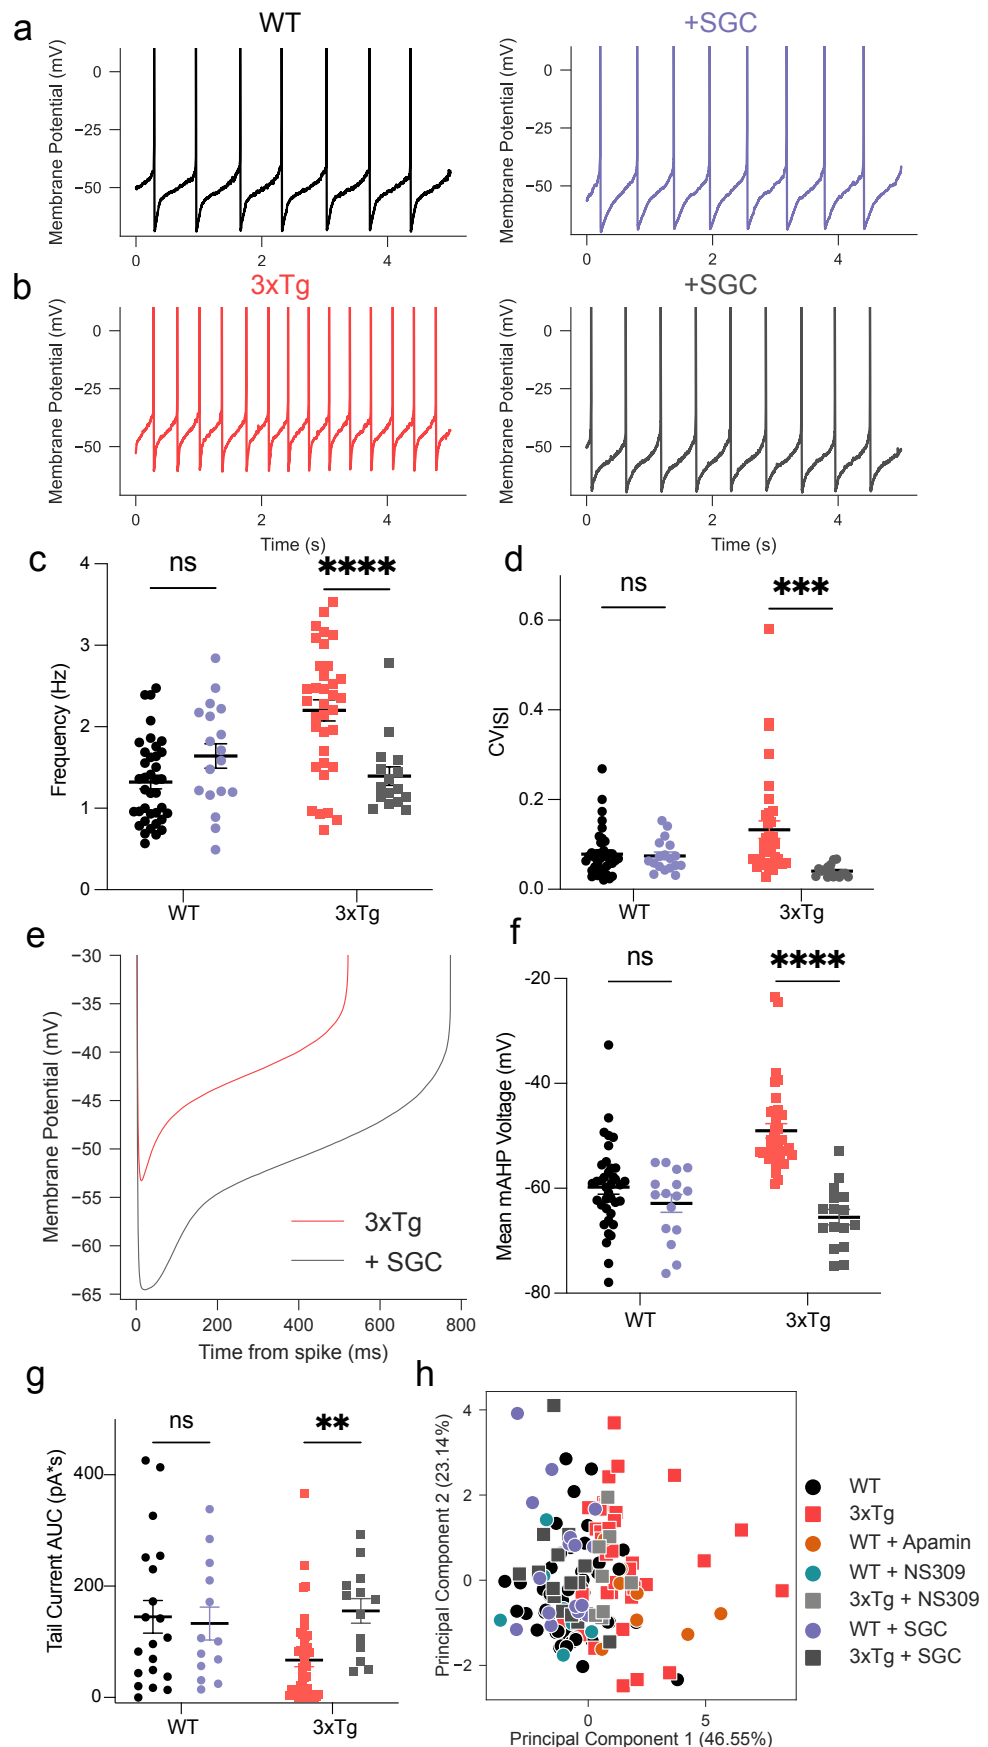 a
WT
+SGC
Membrane Potential (mV)
0
−25
−50
0
2
4
Membrane Potential (mV)
0
−25
−50
0
2
4
b
3xTg
+SGC
Membrane Potential (mV)
0
−25
−50
0
2
4
Time (s)
Membrane Potential (mV)
0
−25
−50
0
2
4
Time (s)
c
ns
****
Frequency (Hz)
4
3
2
1
0
WT
3xTg
d
ns
***
CVISI
0.6
0.4
0.2
0.0
WT
3xTg
e
Membrane Potential (mV)
−30
−35
−40
−45
−50
−55
−60
−65
3xTg
+ SGC
0
200
400
600
800
Time from spike (ms)
f
ns
****
Mean mAHP Voltage (mV)
-20
-40
-60
-80
WT
3xTg
g
ns
**
Tail Current AUC (pA*s)
400
200
0
WT
3xTg
h
Principal Component 2 (23.14%)
4
2
0
−2
0
5
Principal Component 1 (46.55%)
WT
3xTg
WT + Apamin
WT + NS309
3xTg + NS309
WT + SGC
3xTg + SGC